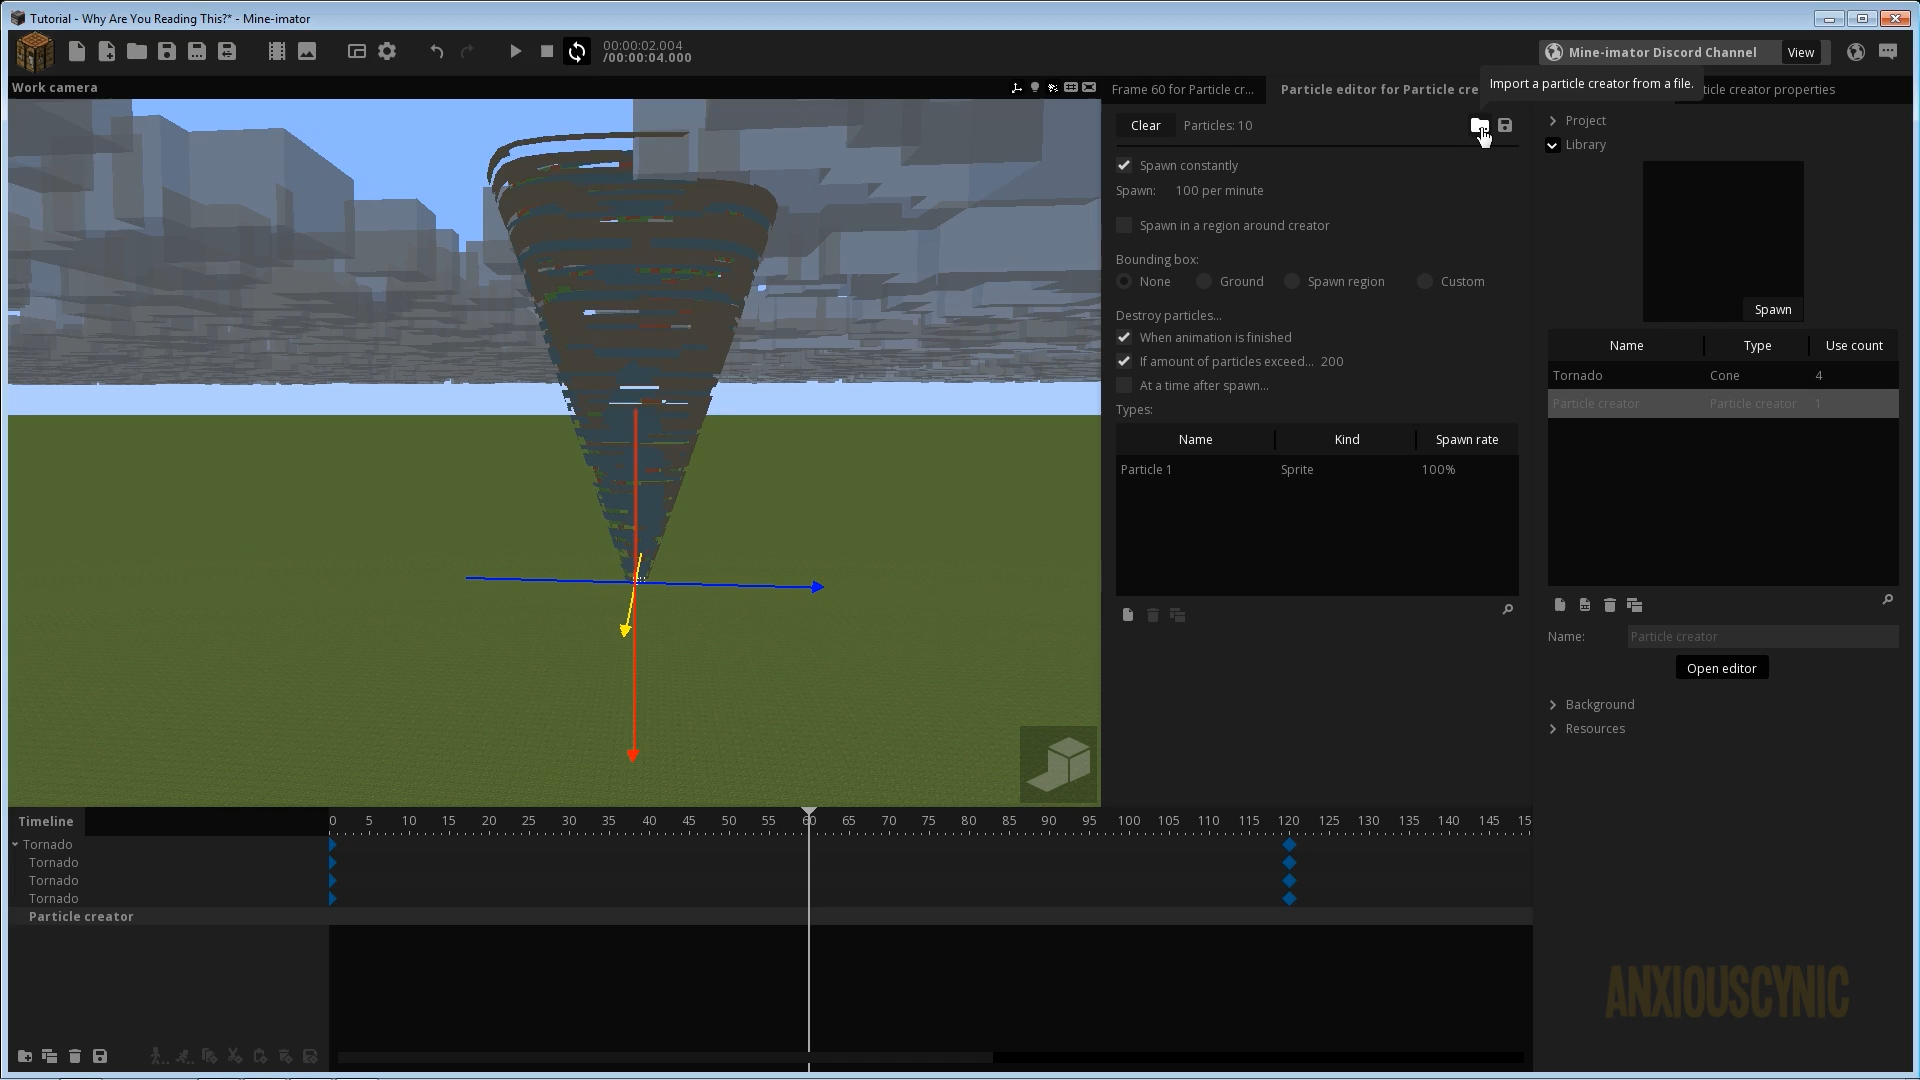 Tutorial - Why Are You Reading This?* - Mine-imator
00:00:02.004
/00:00:04.000
Mine-imator Discord Channel
View
Work camera
Frame 60 for Particle cr...
Particle editor for Particle cre
Import a particle creator from a file.
ticle creator properties
Clear
Particles: 10
Spawn constantly
Spawn: 100 per minute
Spawn in a region around creator
Bounding box:
None
Ground
Spawn region
Custom
Destroy particles...
When animation is finished
If amount of particles exceed... 200
At a time after spawn...
Types:
Name Kind Spawn rate
Particle 1 Sprite 100%
Project
Library
Spawn
Name Type Use count
Tornado Cone 4
Particle creator Particle creator 1
Name: Particle creator
Open editor
Background
Resources
Timeline
0 5 10 15 20 25 30 35 40 45 50 55 60 65 70 75 80 85 90 95 100 105 110 115 120 125 130 135 140 145 15
Tornado
Tornado
Tornado
Tornado
Particle creator
ANXIOUSCYNIC